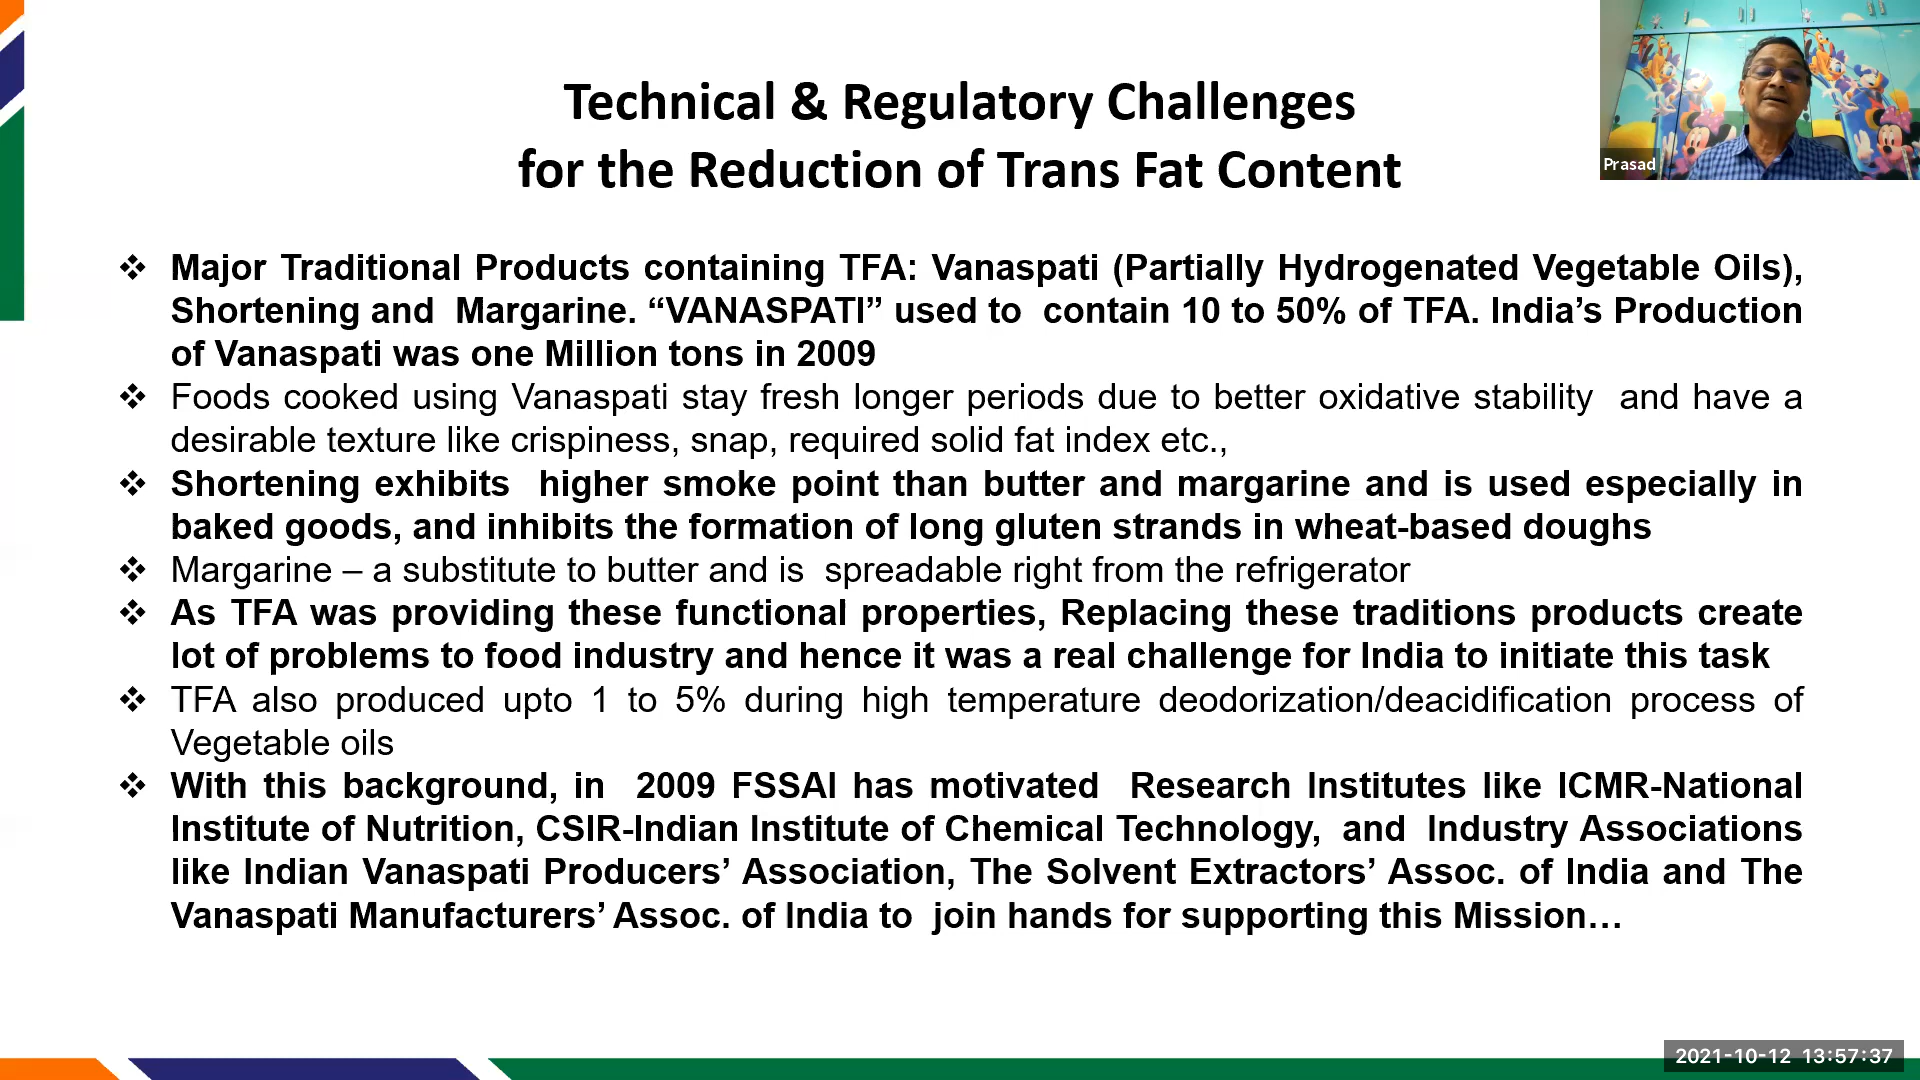 Technical & Regulatory Challenges
for the Reduction of Trans Fat Content
Prasad
❖ Major Traditional Products containing TFA: Vanaspati (Partially Hydrogenated Vegetable Oils),
Shortening and Margarine. “VANASPATI” used to contain 10 to 50% of TFA. India’s Production
of Vanaspati was one Million tons in 2009
❖ Foods cooked using Vanaspati stay fresh longer periods due to better oxidative stability and have a
desirable texture like crispiness, snap, required solid fat index etc.,
❖ Shortening exhibits higher smoke point than butter and margarine and is used especially in
baked goods, and inhibits the formation of long gluten strands in wheat-based doughs
❖ Margarine – a substitute to butter and is spreadable right from the refrigerator
❖ As TFA was providing these functional properties, Replacing these traditions products create
lot of problems to food industry and hence it was a real challenge for India to initiate this task
❖ TFA also produced upto 1 to 5% during high temperature deodorization/deacidification process of
Vegetable oils
❖ With this background, in 2009 FSSAI has motivated Research Institutes like ICMR-National
Institute of Nutrition, CSIR-Indian Institute of Chemical Technology, and Industry Associations
like Indian Vanaspati Producers’ Association, The Solvent Extractors’ Assoc. of India and The
Vanaspati Manufacturers’ Assoc. of India to join hands for supporting this Mission…
2021-10-12 13:57:37